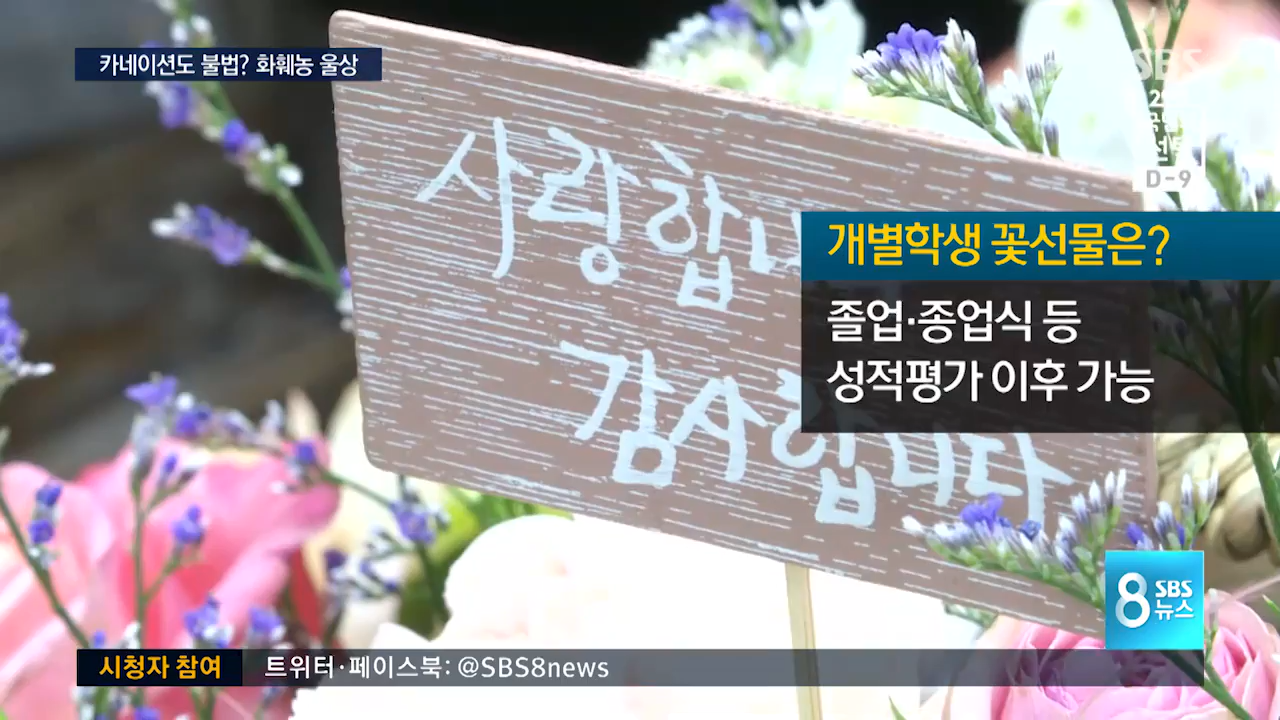 카네이션도 불법? 화훼농 울상
SBS
D-9
사랑합니
감사합니다
개별학생 꽃선물은?
졸업·종업식 등
성적평가 이후 가능
8 SBS 뉴스
시청자 참여 트위터·페이스북: @SBS8news